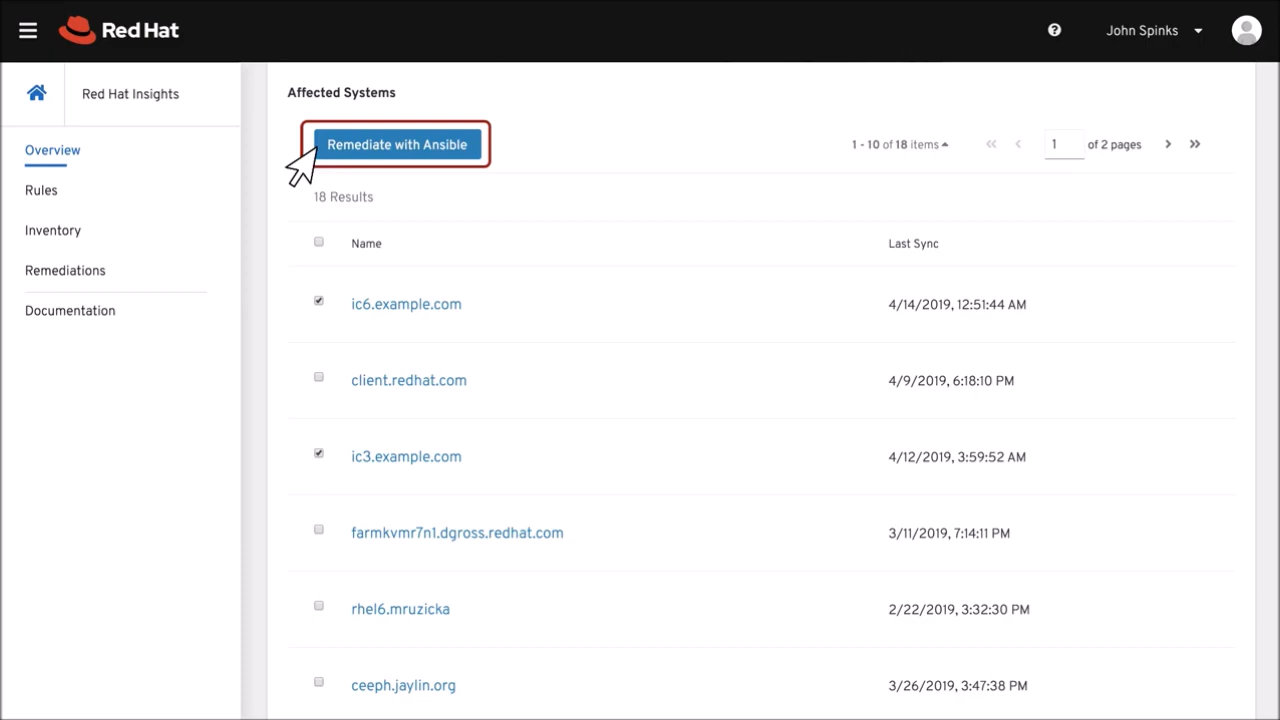 Red Hat
John Spinks
Red Hat Insights
Overview
Rules
Inventory
Remediations
Documentation
Affected Systems
Remediate with Ansible
1 - 10 of 18 items
1 of 2 pages
18 Results
Name Last Sync
ic6.example.com 4/14/2019, 12:51:44 AM
client.redhat.com 4/9/2019, 6:18:10 PM
ic3.example.com 4/12/2019, 3:59:52 AM
farmkvmr7n1.dgross.redhat.com 3/11/2019, 7:14:11 PM
rhel6.mruzicka 2/22/2019, 3:32:30 PM
ceeph.jaylin.org 3/26/2019, 3:47:38 PM